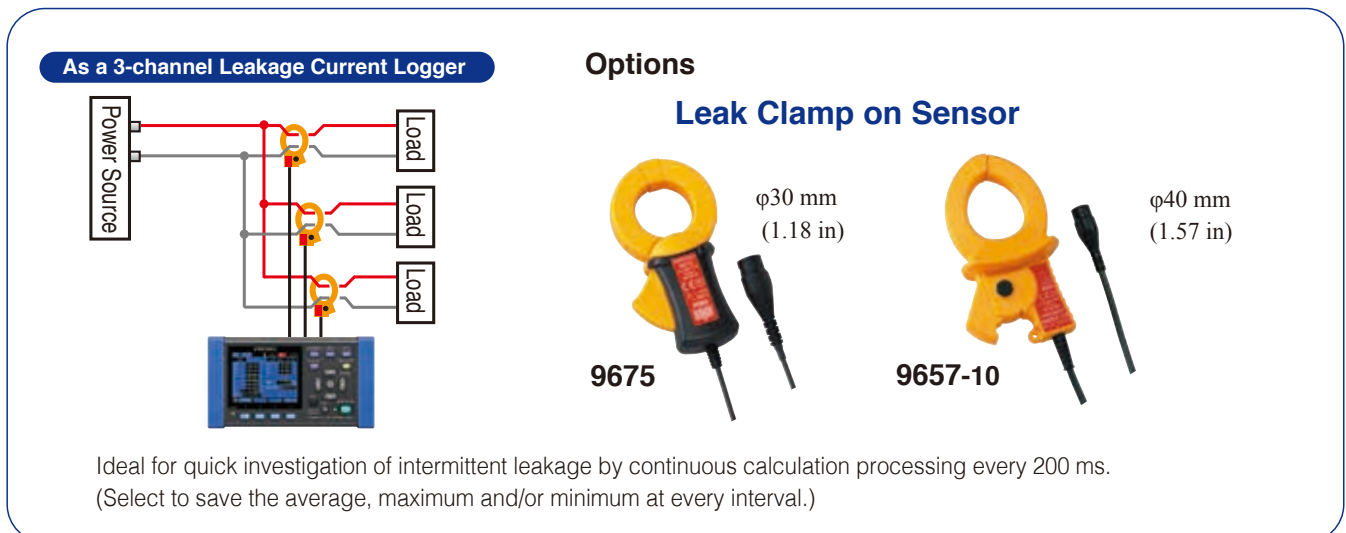 As a 3-channel Leakage Current Logger
Power Source
Load
Load
Load
Options
Leak Clamp on Sensor
φ30 mm
(1.18 in)
9675
φ40 mm
(1.57 in)
9657-10
Ideal for quick investigation of intermittent leakage by continuous calculation processing every 200 ms.
(Select to save the average, maximum and/or minimum at every interval.)